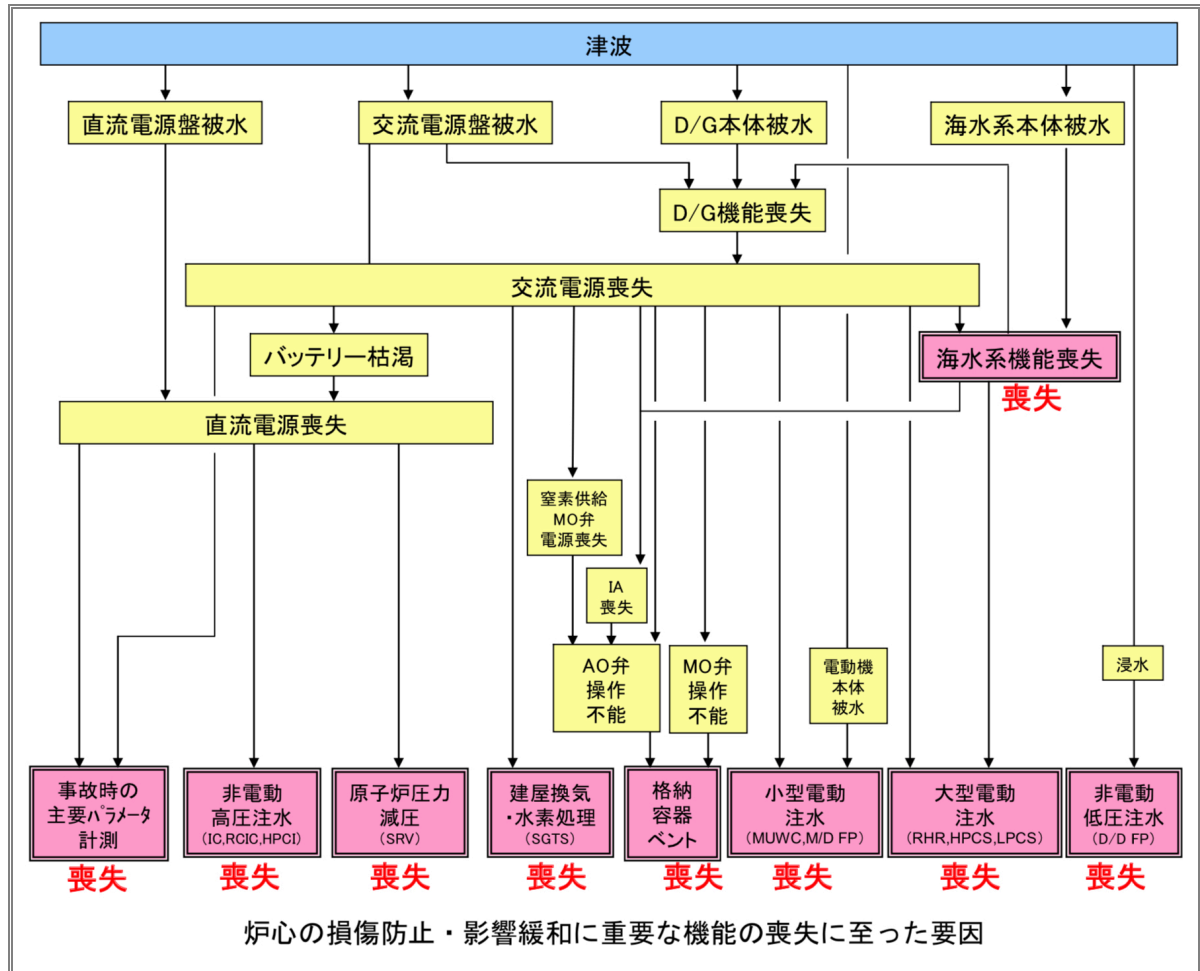 津波
直流電源盤被水
交流電源盤被水
D/G本体被水
海水系本体被水
D/G機能喪失
交流電源喪失
バッテリー枯渇
海水系機能喪失
喪失
直流電源喪失
窒素供給
MO弁
電源喪失
IA
喪失
AO弁
操作
不能
MO弁
操作
不能
電動機
本体
被水
浸水
事故時の
主要パラメータ
計測
非電動
高圧注水
(IC,RCIC,HPCI)
原子炉圧力
減圧
(SRV)
建屋換気
・水素処理
(SGTS)
格納
容器
ベント
小型電動
注水
(MUWC,M/D FP)
大型電動
注水
(RHR,HPCS,LPCS)
非電動
低圧注水
(D/D FP)
喪失
喪失
喪失
喪失
喪失
喪失
喪失
喪失
炉心の損傷防止・影響緩和に重要な機能の喪失に至った要因